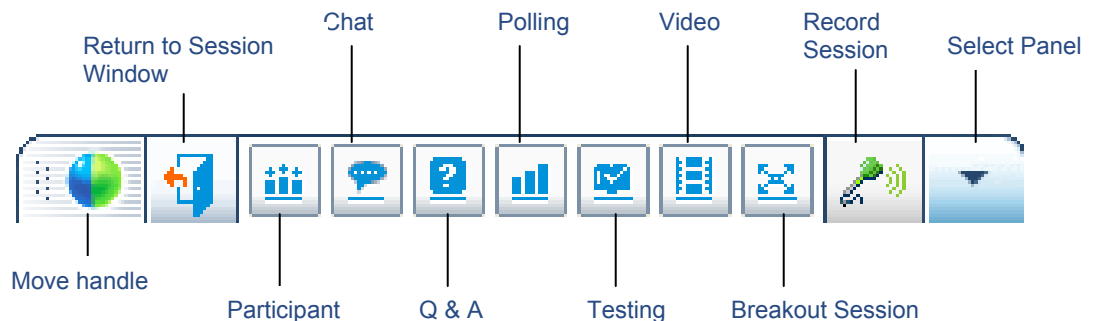 Chat
Polling
Video
Record
Session
Return to Session
Window
Select Panel
?
Move handle
Participant
Q & A
Testing
Breakout Session